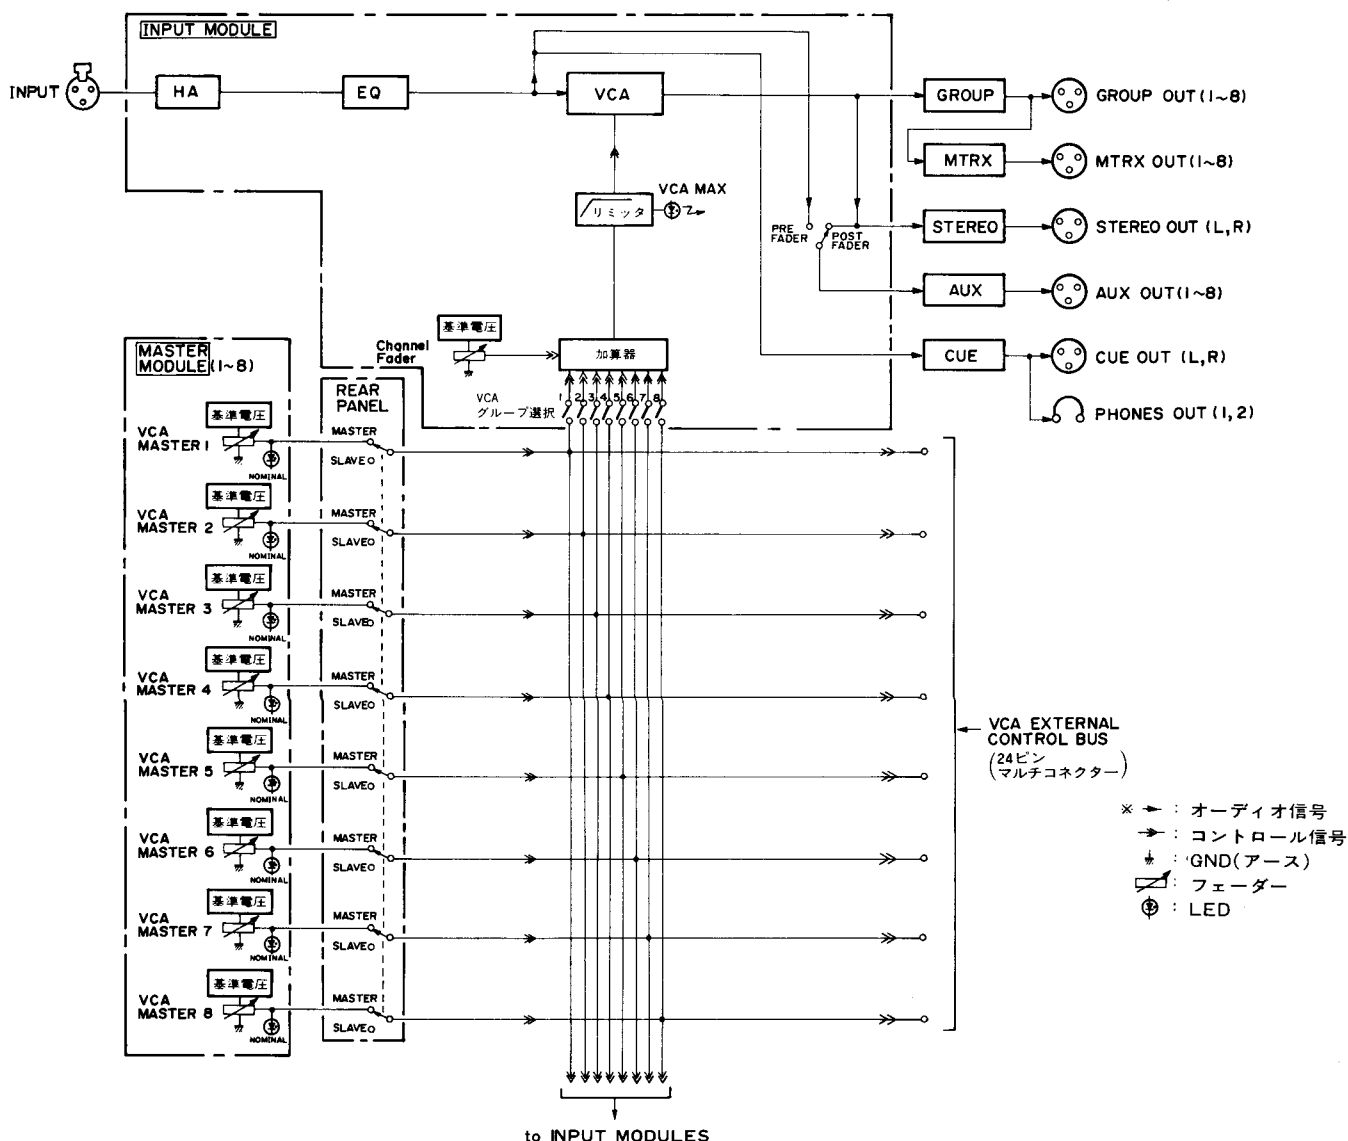 INPUT MODULE
INPUT
HA
EQ
VCA
GROUP
GROUP OUT (1~8)
MTRX
MTRX OUT (1~8)
VCA MAX
リミッタ
PRE FADER
POST FADER
STEREO
STEREO OUT (L,R)
AUX
AUX OUT (1~8)
基準電圧
Channel Fader
加算器
CUE
CUE OUT (L,R)
PHONES OUT (1,2)
VCA
グループ選択
1 2 3 4 5 6 7 8
MASTER
MODULE (1~8)
REAR
PANEL
基準電圧
VCA
MASTER 1
NOMINAL
MASTER
SLAVE
基準電圧
VCA
MASTER 2
NOMINAL
MASTER
SLAVE
基準電圧
VCA
MASTER 3
NOMINAL
MASTER
SLAVE
基準電圧
VCA
MASTER 4
NOMINAL
MASTER
SLAVE
基準電圧
VCA
MASTER 5
NOMINAL
MASTER
SLAVE
基準電圧
VCA
MASTER 6
NOMINAL
MASTER
SLAVE
基準電圧
VCA
MASTER 7
NOMINAL
MASTER
SLAVE
基準電圧
VCA
MASTER 8
NOMINAL
MASTER
SLAVE
VCA EXTERNAL
CONTROL BUS
(24ピン
マルチコネクター)
※ : オーディオ信号
: コントロール信号
: GND(アース)
: フェーダー
: LED
to INPUT MODULES